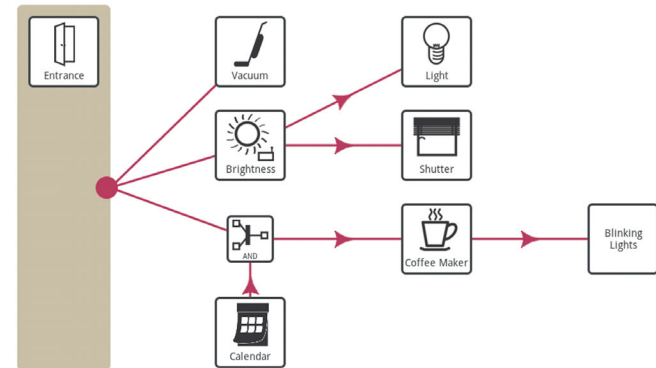 Entrance
Vacuum
Light
Brightness
Shutter
AND
Coffee Maker
Blinking
Lights
Calendar